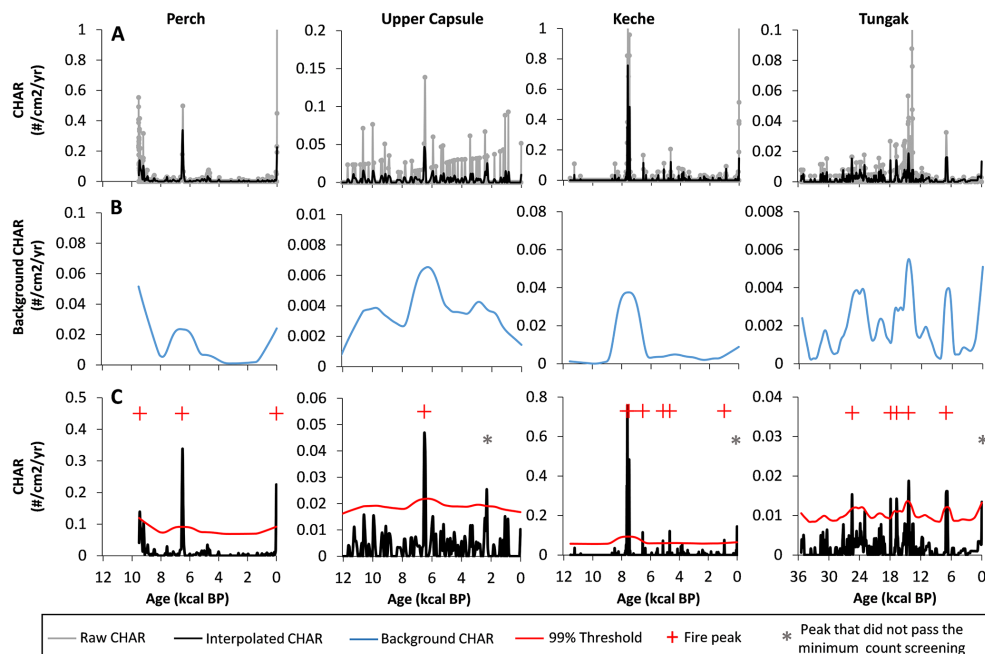 Perch
Upper Capsule
Keche
Tungak
A
CHAR
(#/cm2/yr)
1
0.8
0.6
0.4
0.2
0
0.2
0.15
0.1
0.05
0
1
0.8
0.6
0.4
0.2
0
0.1
0.08
0.06
0.04
0.02
0
B
Background CHAR
(#/cm2/yr)
0.1
0.08
0.06
0.04
0.02
0
0.01
0.008
0.006
0.004
0.002
0
0.1
0.08
0.06
0.04
0.02
0
0.008
0.006
0.004
0.002
0
C
CHAR
(#/cm2/yr)
0.5
0.4
0.3
0.2
0.1
0
0.06
0.05
0.04
0.03
0.02
0.01
0
0.8
0.6
0.4
0.2
0
0.04
0.03
0.02
0.01
0
*
*
*
12 10 8 6 4 2 0
12 10 8 6 4 2 0
12 10 8 6 4 2 0
36 30 24 18 12 6 0
Age (kcal BP)
Age (kcal BP)
Age (kcal BP)
Age (kcal BP)
Raw CHAR
Interpolated CHAR
Background CHAR
99% Threshold
+ Fire peak
* Peak that did not pass the
minimum count screening